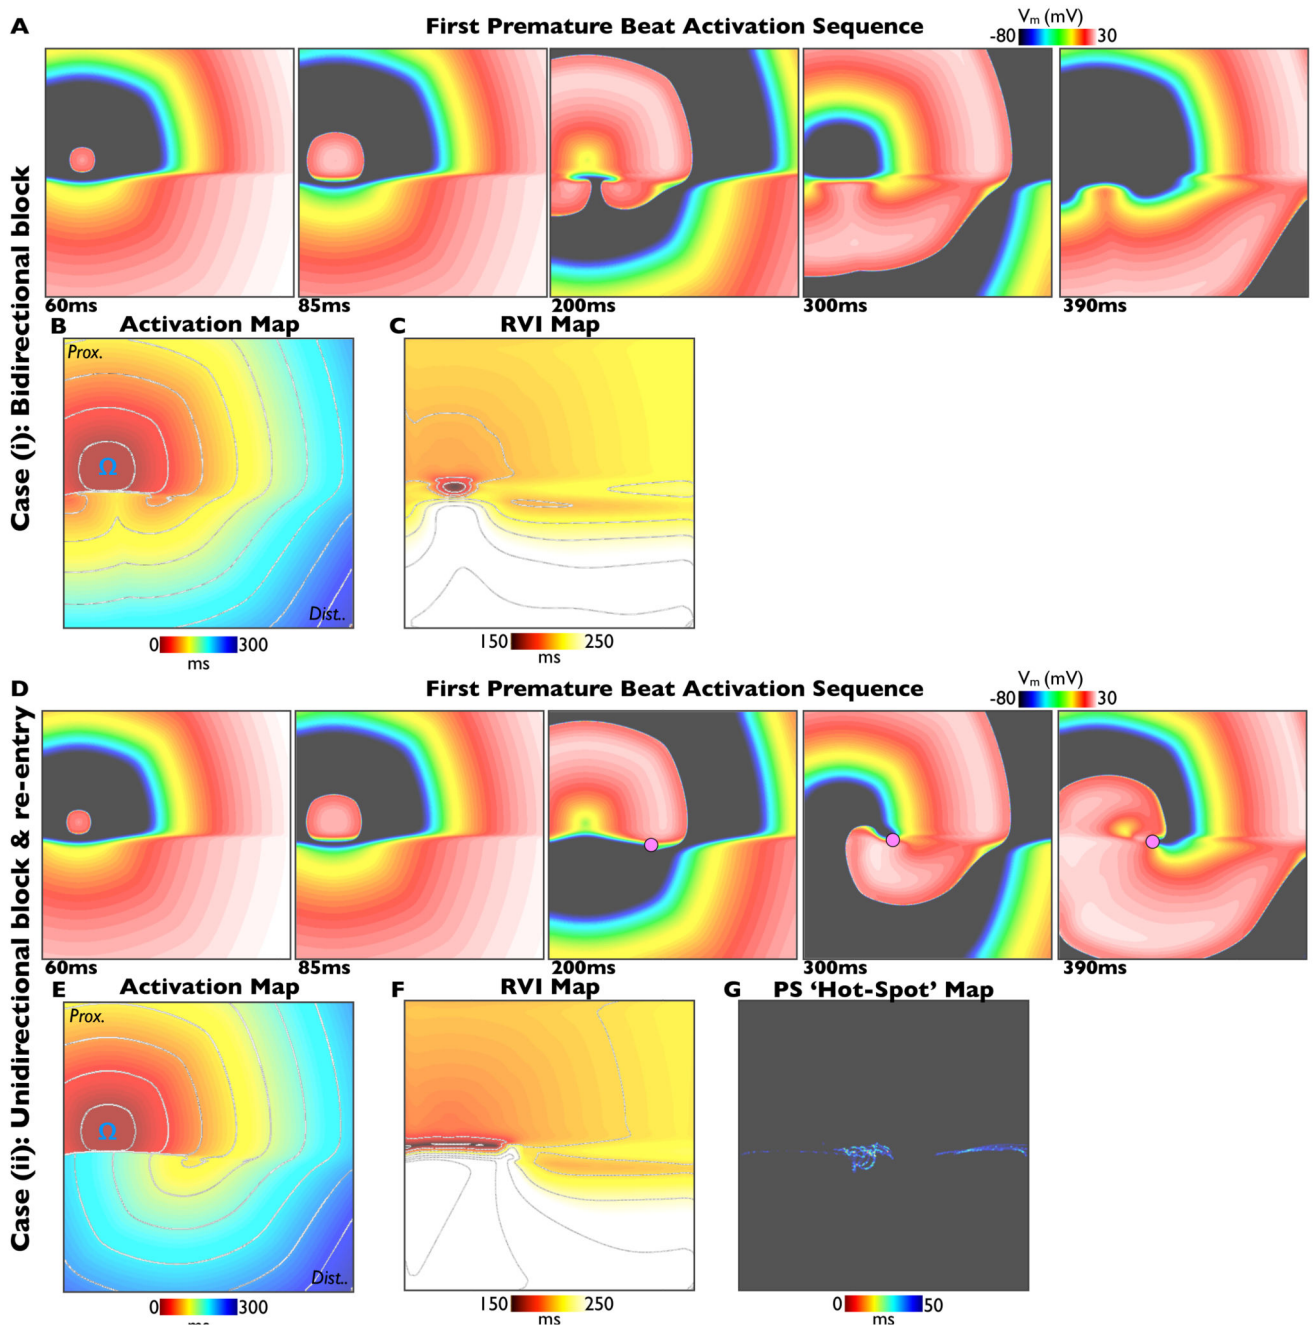 A
First Premature Beat Activation Sequence
Vm (mV)
-80 30
Case (i): Bidirectional block
60ms 85ms 200ms 300ms 390ms
B Activation Map C RVI Map
Prox.
Ω
Dist..
0 300
ms
150 250
ms
D
First Premature Beat Activation Sequence
Vm (mV)
-80 30
Case (ii): Unidirectional block & re-entry
60ms 85ms 200ms 300ms 390ms
E Activation Map F RVI Map G PS ‘Hot-Spot’ Map
Prox.
Ω
Dist..
0 300
ms
150 250
ms
0 50
ms